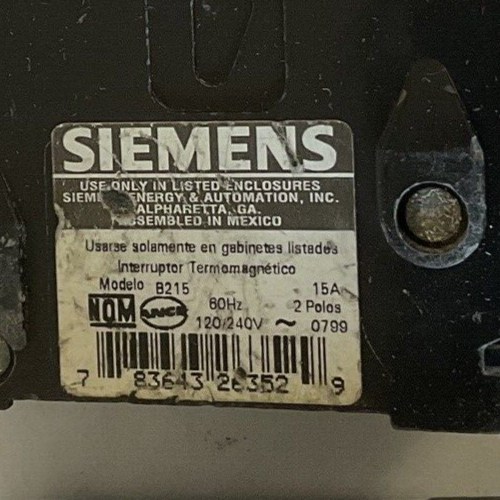 SIEMENS
USE ONLY IN LISTED ENCLOSURES
ENERGY & AUTOMATION, INC.
ALPHARETTA, GA.
ASSEMBLED IN MEXICO
Usarse solamente en gabinetes listados
Interruptor Termomagnético
Modelo B215 15A
NOM ANCE 60Hz 2 Polos
120/240V ~ 0799
7 83643 26352 9